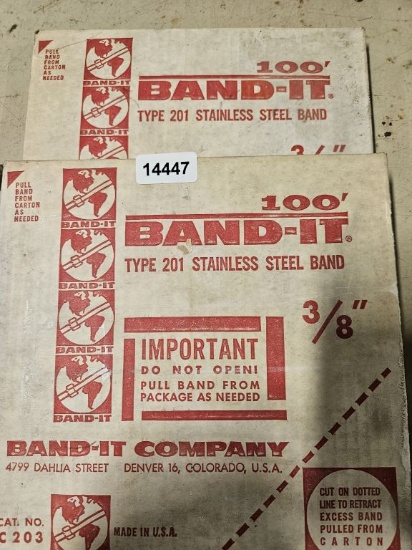 PULL
BAND
FROM
CARTON
AS
NEEDED
BAND-IT
BAND-IT
100'
BAND-IT®
TYPE 201 STAINLESS STEEL BAND
3/8"
14447
PULL
BAND
FROM
CARTON
AS
NEEDED
BAND-IT
BAND-IT
BAND-IT
BAND-IT
100'
BAND-IT®
TYPE 201 STAINLESS STEEL BAND
3/8"
IMPORTANT
DO NOT OPEN!
PULL BAND FROM
PACKAGE AS NEEDED
BAND-IT COMPANY
4799 DAHLIA STREET DENVER 16, COLORADO, U.S.A.
CAT. NO.
C 203
MADE IN U.S.A.
CUT ON DOTTED
LINE TO RETRACT
EXCESS BAND
PULLED FROM
CARTON